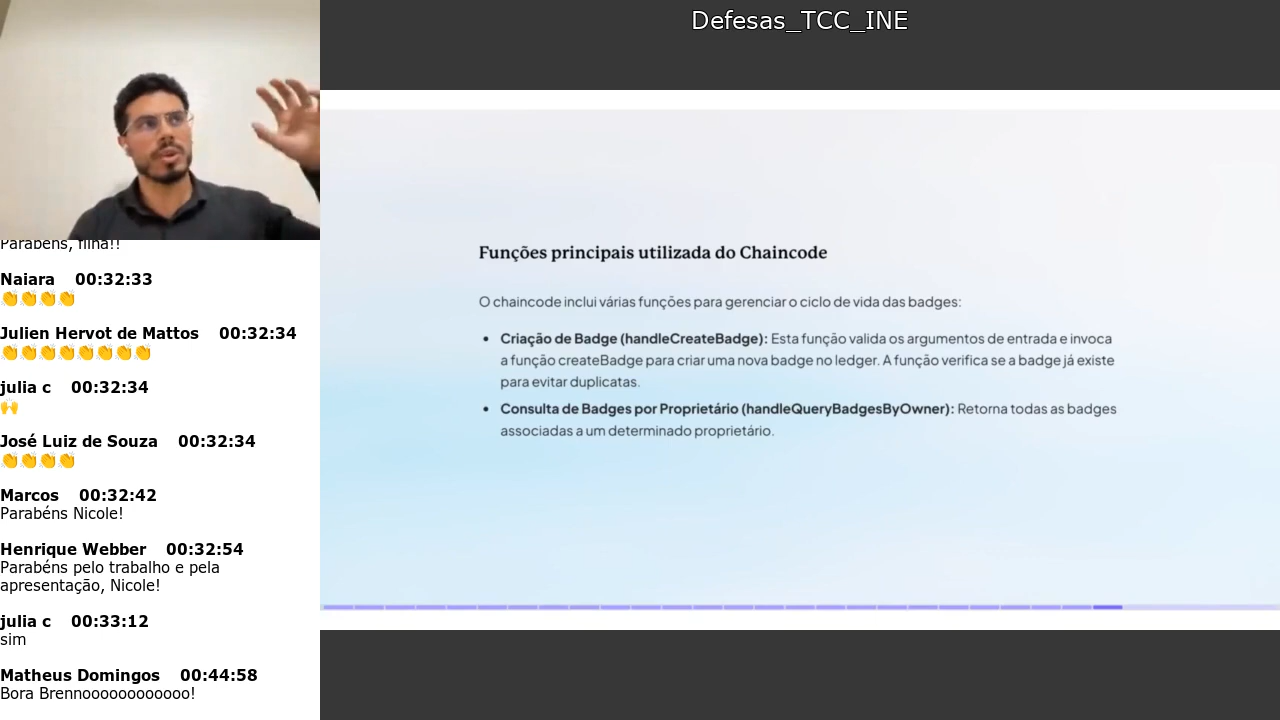 Defesas_TCC_INE
Parabéns, filha!!
Naiara 00:32:33
👏👏👏👏
Julien Hervot de Mattos 00:32:34
👏👏👏👏👏👏👏👏
julia c 00:32:34
🙌
José Luiz de Souza 00:32:34
👏👏👏👏
Marcos 00:32:42
Parabéns Nicole!
Henrique Webber 00:32:54
Parabéns pelo trabalho e pela
apresentação, Nicole!
julia c 00:33:12
sim
Matheus Domingos 00:44:58
Bora Brennoooooooooooo!
Funções principais utilizada do Chaincode
O chaincode inclui várias funções para gerenciar o ciclo de vida das badges:
• Criação de Badge (handleCreateBadge): Esta função valida os argumentos de entrada e invoca
a função createBadge para criar uma nova badge no ledger. A função verifica se a badge já existe
para evitar duplicatas.
• Consulta de Badges por Proprietário (handleQueryBadgesByOwner): Retorna todas as badges
associadas a um determinado proprietário.